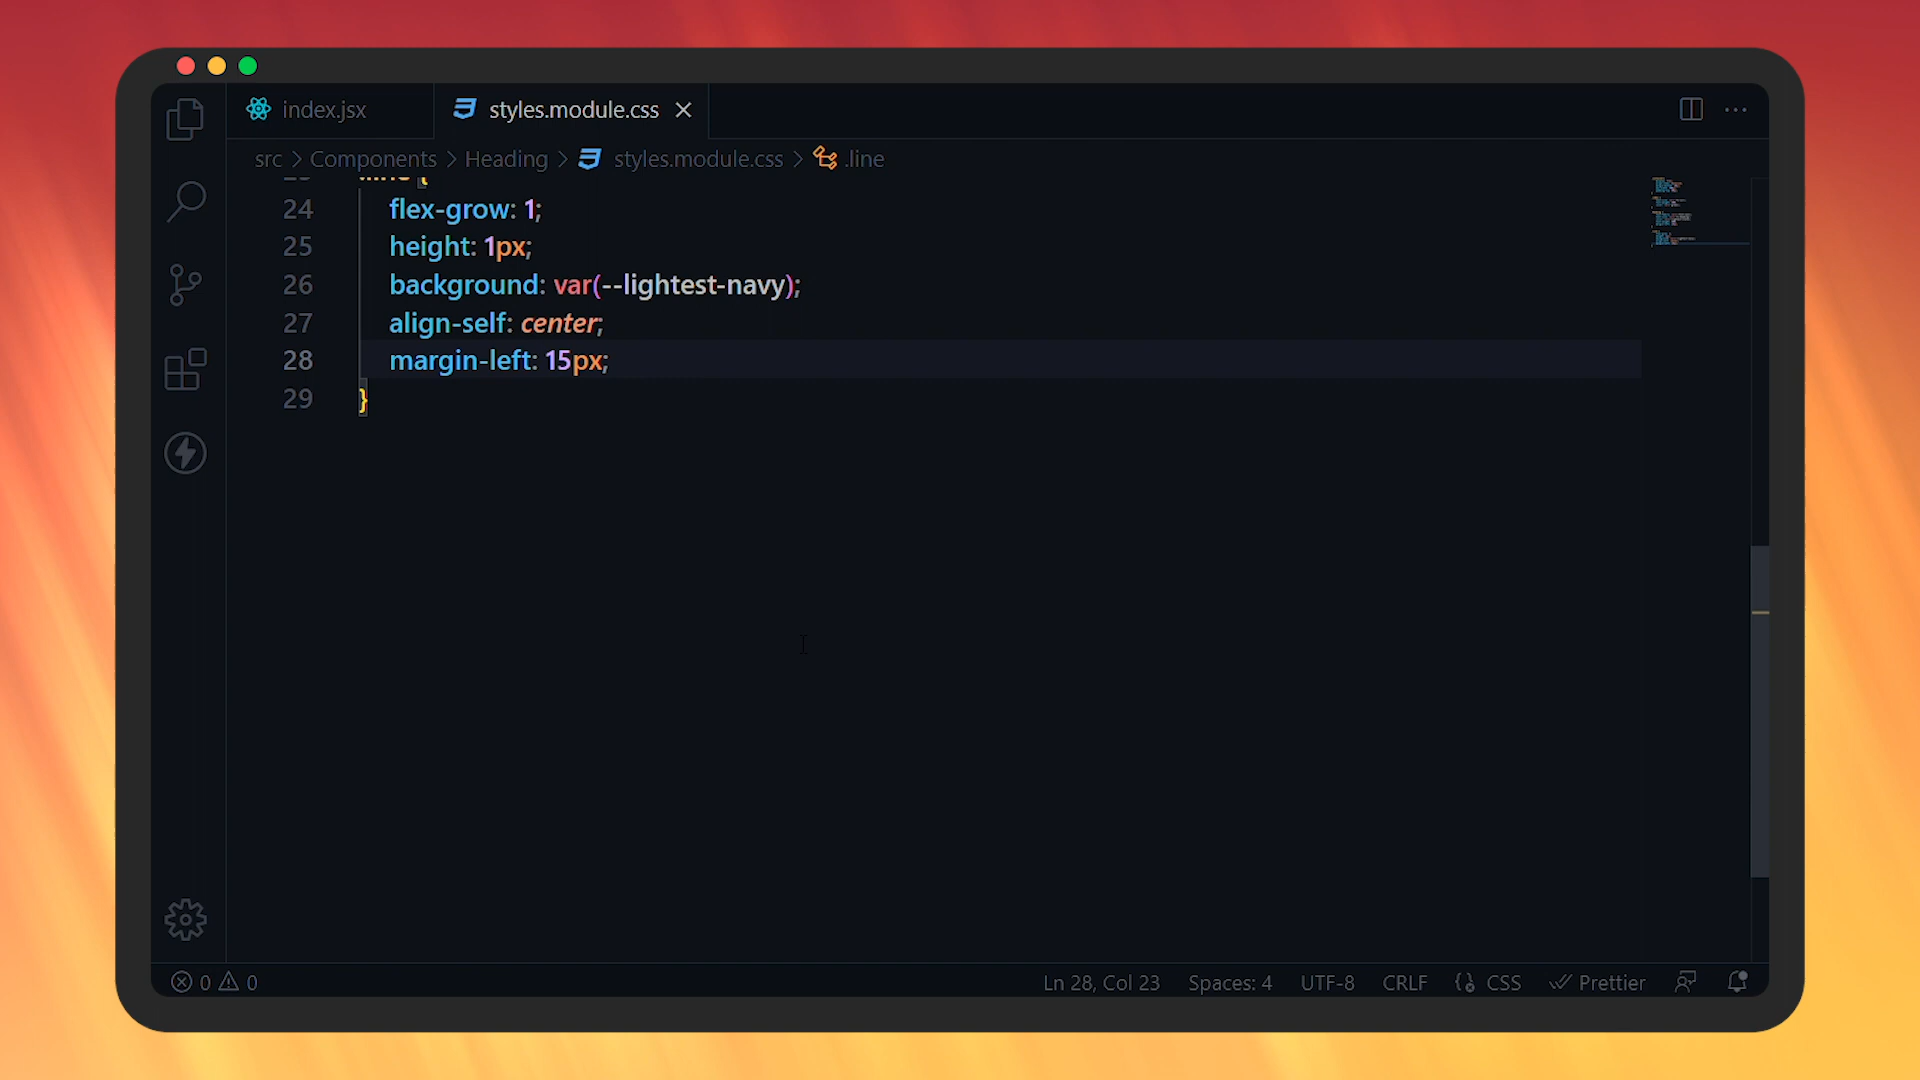 index.jsx
styles.module.css
src > Components > Heading > styles.module.css > .line
24 flex-grow: 1;
25 height: 1px;
26 background: var(--lightest-navy);
27 align-self: center;
28 margin-left: 15px;
29 }
0 0 Ln 28, Col 23 Spaces: 4 UTF-8 CRLF {} CSS Prettier